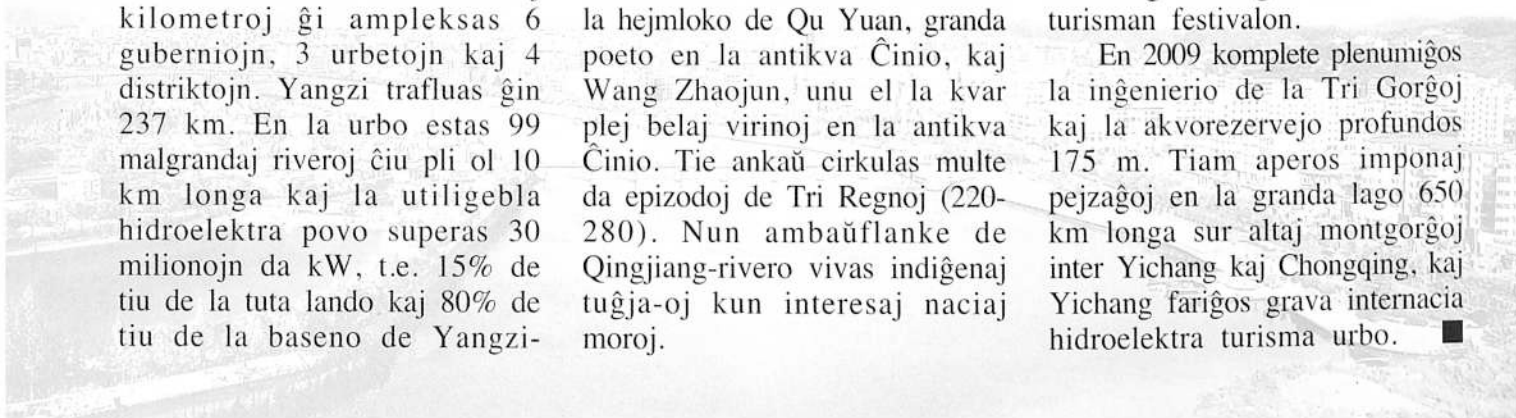 kilometroj ĝi ampleksas 6
guberniojn, 3 urbetojn kaj 4
distriktojn. Yangzi trafluas ĝin
237 km. En la urbo estas 99
malgrandaj riveroj ĉiu pli ol 10
km longa kaj la utiligebla
hidroelektra povo superas 30
milionojn da kW, t.e. 15% de
tiu de la tuta lando kaj 80% de
tiu de la baseno de Yangzi-
la hejmloko de Qu Yuan, granda
poeto en la antikva Ĉinio, kaj
Wang Zhaojun, unu el la kvar
plej belaj virinoj en la antikva
Ĉinio. Tie ankaŭ cirkulas multe
da epizodoj de Tri Regnoj (220-
280). Nun ambaŭflanke de
Qingjiang-rivero vivas indiĝenaj
tuĝja-oj kun interesaj naciaj
moroj.
turisman festivalon.
En 2009 komplete plenumiĝos
la inĝenierio de la Tri Gorĝoj
kaj la akvorezervejo profundos
175 m. Tiam aperos imponaj
pejzaĝoj en la granda lago 650
km longa sur altaj montgorĝoj
inter Yichang kaj Chongqing, kaj
Yichang fariĝos grava internacia
hidroelektra turisma urbo. ■